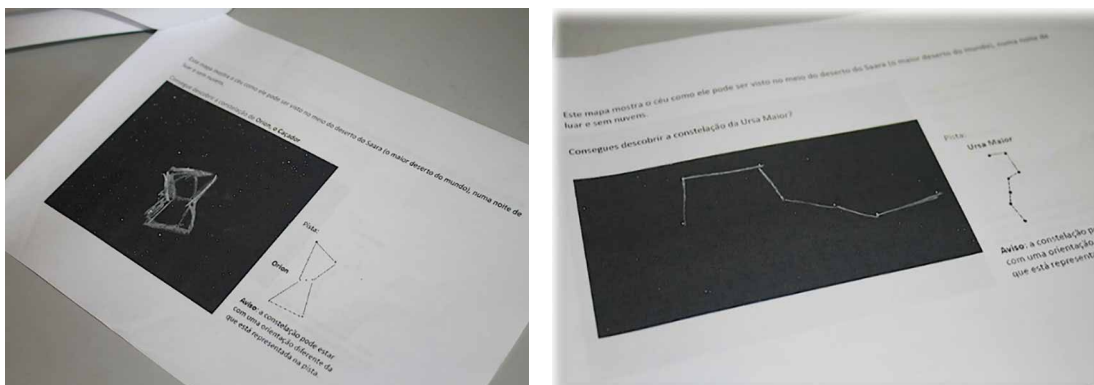 Este mapa mostra o céu como ele pode ser visto no meio do deserto do Saara (o maior deserto do mundo), numa noite de
luar e sem nuvens.
Consegue descobrir a constelação de Orion, o Caçador
Pista:
Orion
Aviso: a constelação pode estar
com uma orientação diferente da
que está representada na pista.
Este mapa mostra o céu como ele pode ser visto no meio do deserto do Saara (o maior deserto do mundo), numa noite de
luar e sem nuvens.
Consegues descobrir a constelação da Ursa Maior?
Pista:
Ursa Maior
Aviso: a constelação
com uma orientação
que está